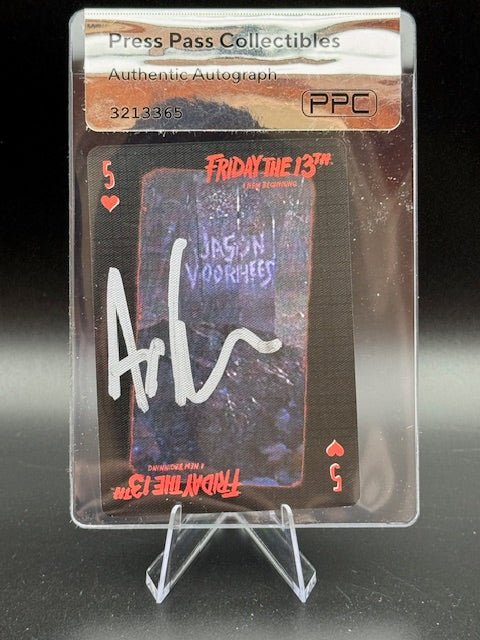 Press Pass Collectibles
Authentic Autograph
3213365
PPC
5
FRIDAY THE 13TH
A NEW BEGINNING
JASON
VOORHEES
5
A NEW BEGINNING
FRIDAY THE 13TH